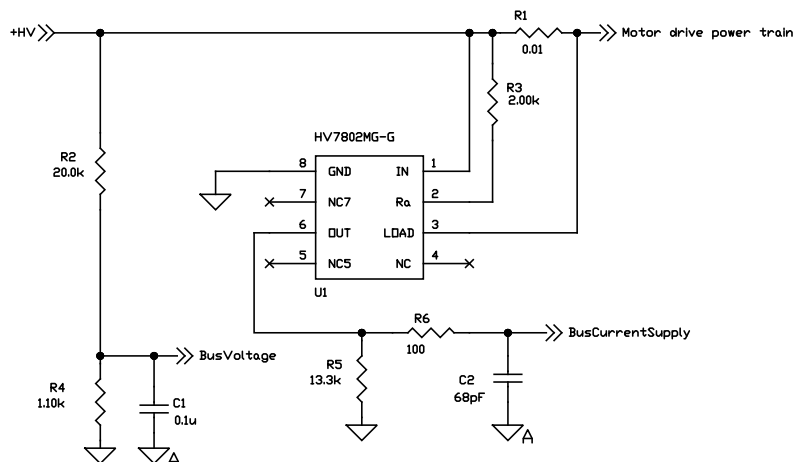 R1
+HV
Motor drive power train
0.01
R3
2.00k
HV7802MG-G
R2
20.0k
8 GND IN 1
7 NC7 Ra 2
6 OUT LOAD 3
5 NC5 NC 4
U1
R6
BusCurrentSupply
100
BusVoltage
R5
13.3k
C2
68pF
R4
1.10k
C1
0.1u
A
A